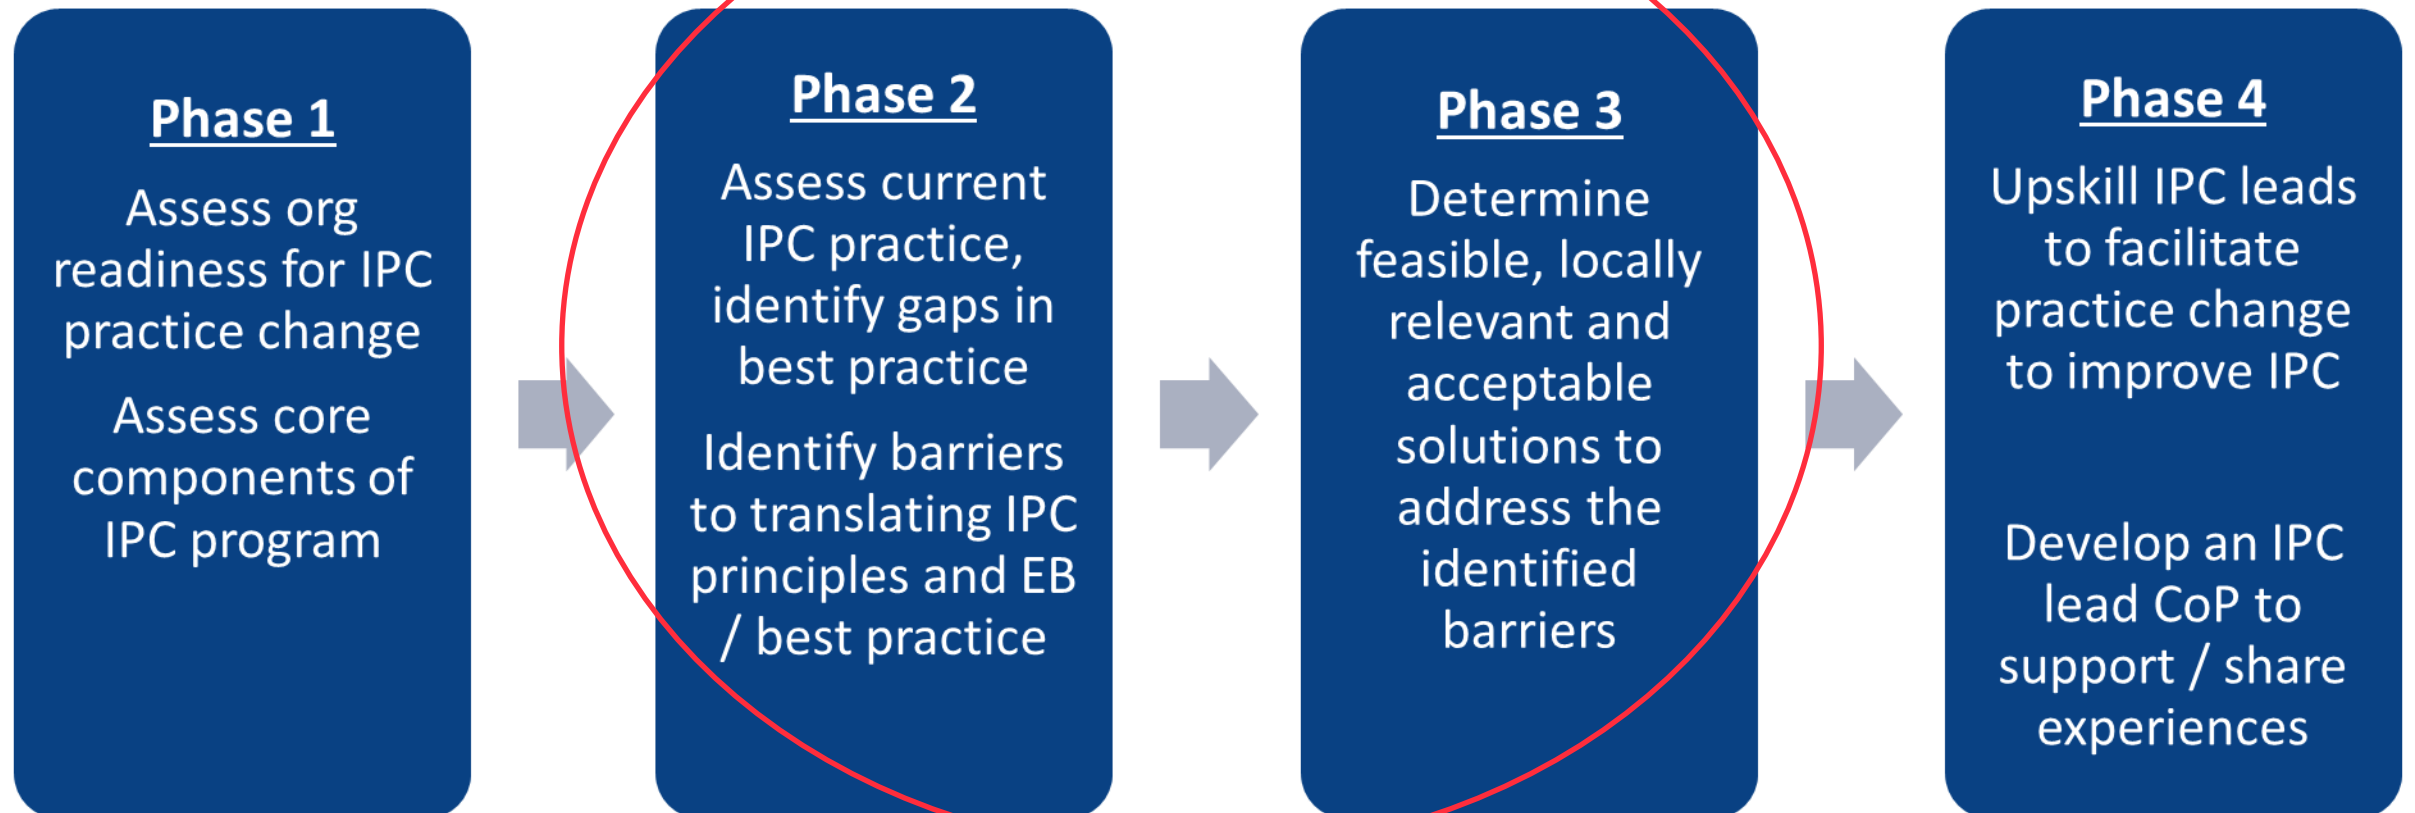 Phase 1
Assess org
readiness for IPC
practice change
Assess core
components of
IPC program
Phase 2
Assess current
IPC practice,
identify gaps in
best practice
Identify barriers
to translating IPC
principles and EB
/ best practice
Phase 3
Determine
feasible, locally
relevant and
acceptable
solutions to
address the
identified
barriers
Phase 4
Upskill IPC leads
to facilitate
practice change
to improve IPC
Develop an IPC
lead CoP to
support / share
experiences